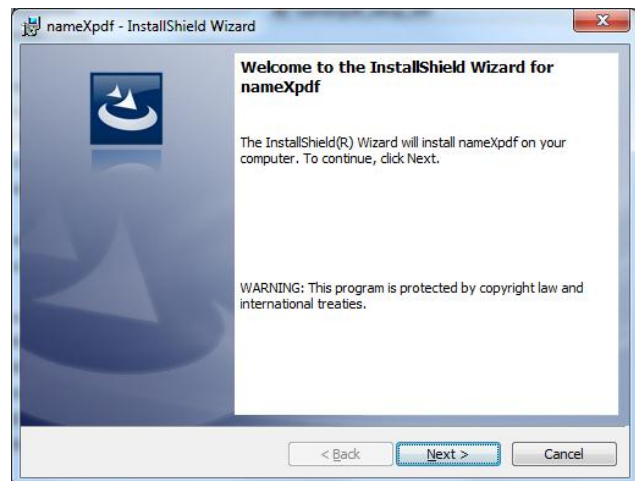 nameXpdf - InstallShield Wizard
Welcome to the InstallShield Wizard for
nameXpdf
The InstallShield(R) Wizard will install nameXpdf on your
computer. To continue, click Next.
WARNING: This program is protected by copyright law and
international treaties.
< Back
Next >
Cancel